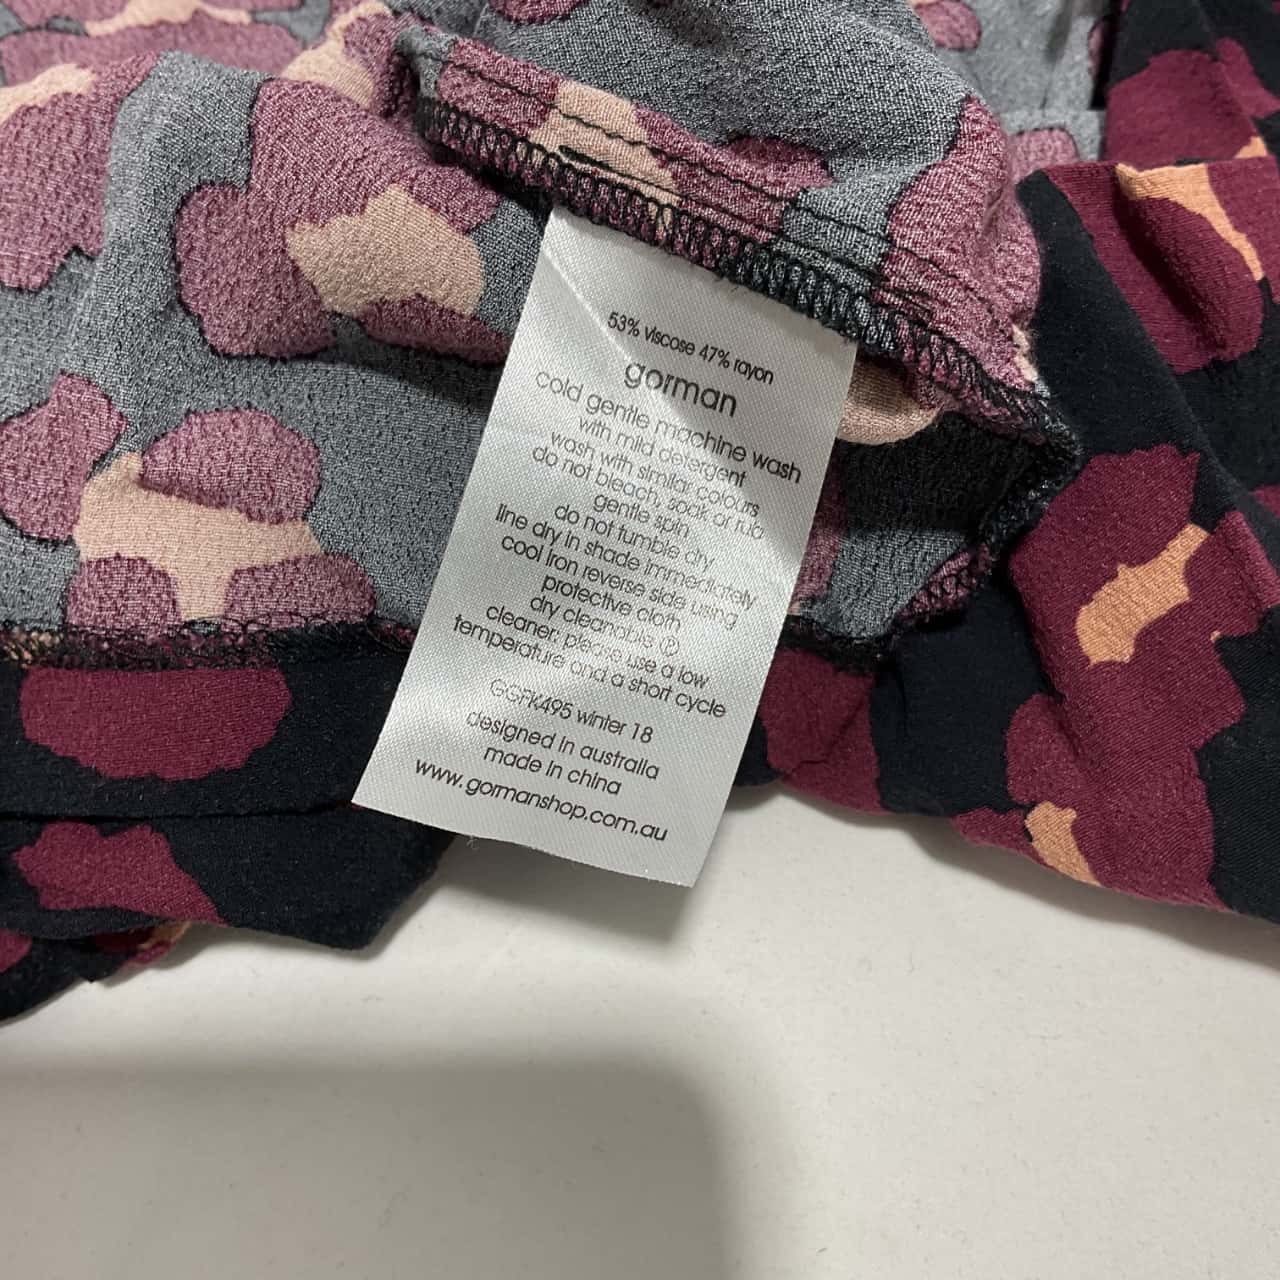 53% viscose 47% rayon
gorman
cold gentle machine wash
with mild detergent
wash with similar colours
do not bleach, soak or rub
gentle spin
do not tumble dry
line dry in shade immediately
cool iron reverse side using
protective cloth
dry cleanable Ⓟ
cleaner: please use a low
temperature and a short cycle
GGFK495 winter 18
designed in australia
made in china
www.gormanshop.com.au